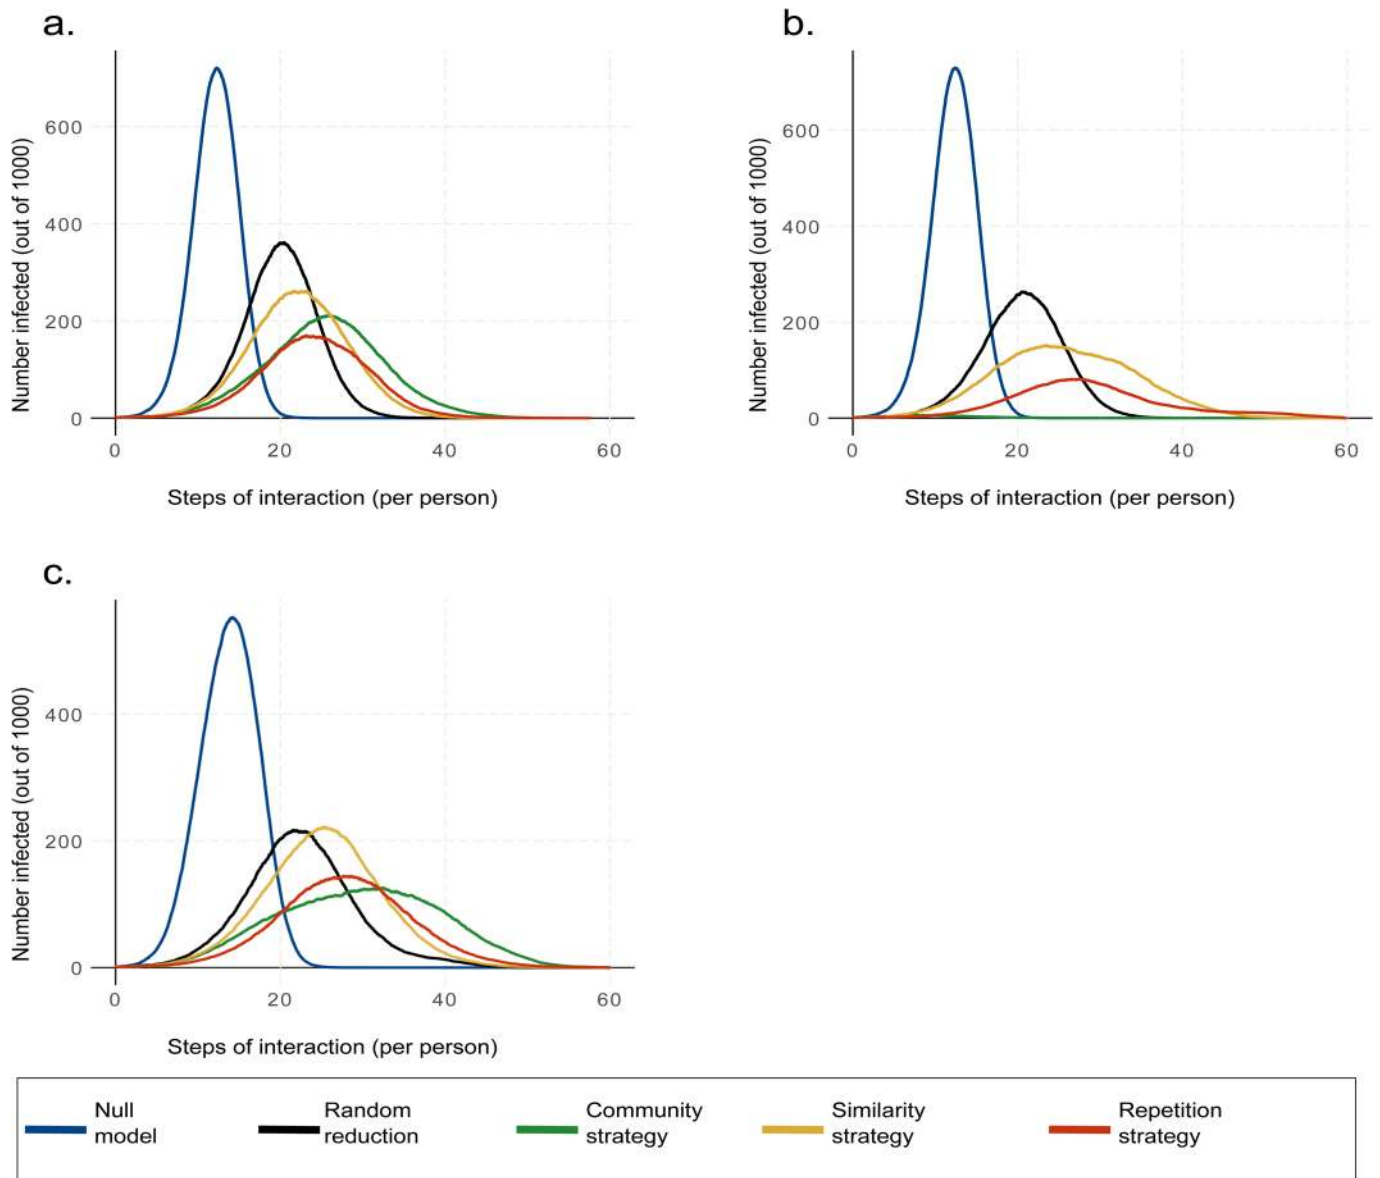 a.
Number infected (out of 1000)
600
400
200
0
0 20 40 60
Steps of interaction (per person)
b.
Number infected (out of 1000)
600
400
200
0
0 20 40 60
Steps of interaction (per person)
c.
Number infected (out of 1000)
400
200
0
0 20 40 60
Steps of interaction (per person)
Null
model
Random
reduction
Community
strategy
Similarity
strategy
Repetition
strategy